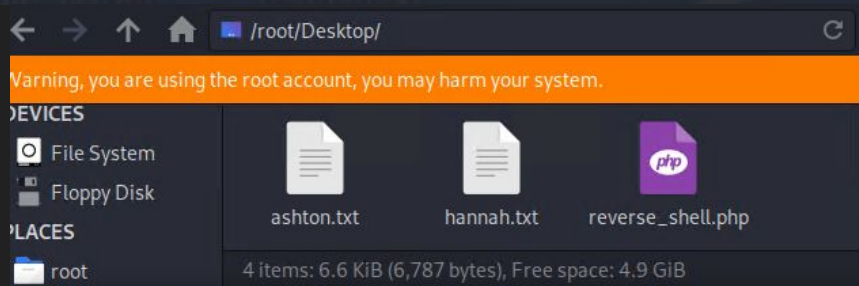 /root/Desktop/
Warning, you are using the root account, you may harm your system.
DEVICES
File System
Floppy Disk
PLACES
root
php
ashton.txt
hannah.txt
reverse_shell.php
4 items: 6.6 KiB (6,787 bytes), Free space: 4.9 GiB